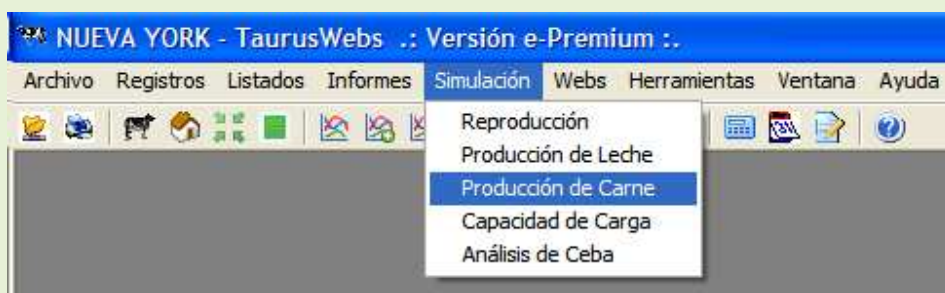 NUEVA YORK - TaurusWebs .: Versión e-Premium :.
Archivo Registros Listados Informes Simulación Webs Herramientas Ventana Ayuda
Reproducción
Producción de Leche
Producción de Carne
Capacidad de Carga
Análisis de Ceba